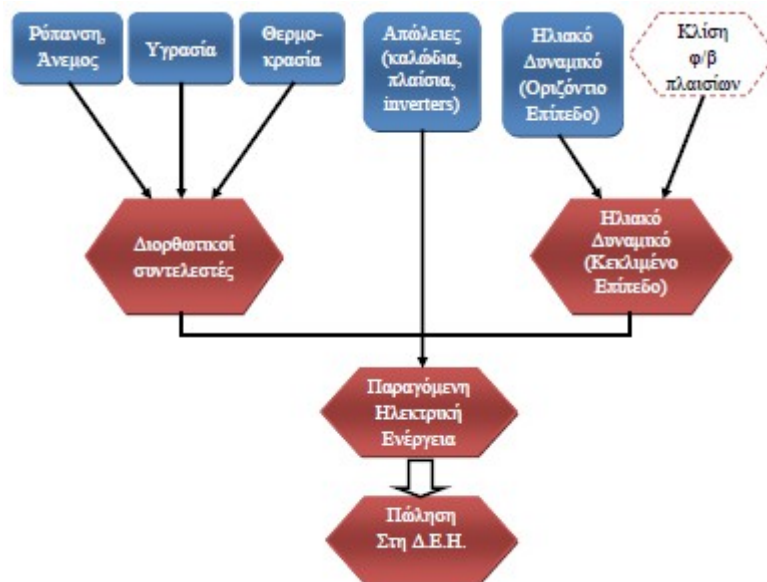 Ρύπανση,
Άνεμος
Υγρασία
Θερμο-
κρασία
Απώλειες
(καλώδια,
πλαίσια,
inverters)
Ηλιακό
Δυναμικό
(Οριζόντιο
Επίπεδο)
Κλίση
φ/β
πλαισίων
Διορθωτικοί
συντελεστές
Ηλιακό
Δυναμικό
(Κεκλιμένο
Επίπεδο)
Παραγόμενη
Ηλεκτρική
Ενέργεια
Πώληση
Στη Δ.Ε.Η.